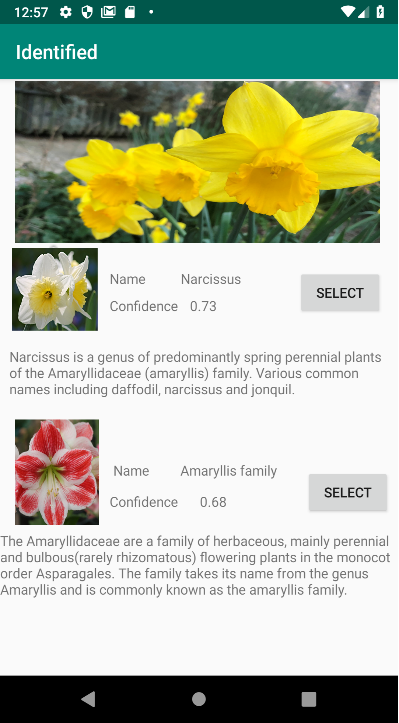 12:57
Identified
Name Narcissus
Confidence 0.73
SELECT
Narcissus is a genus of predominantly spring perennial plants
of the Amaryllidaceae (amaryllis) family. Various common
names including daffodil, narcissus and jonquil.
Name Amaryllis family
Confidence 0.68
SELECT
The Amaryllidaceae are a family of herbaceous, mainly perennial
and bulbous(rarely rhizomatous) flowering plants in the monocot
order Asparagales. The family takes its name from the genus
Amaryllis and is commonly known as the amaryllis family.